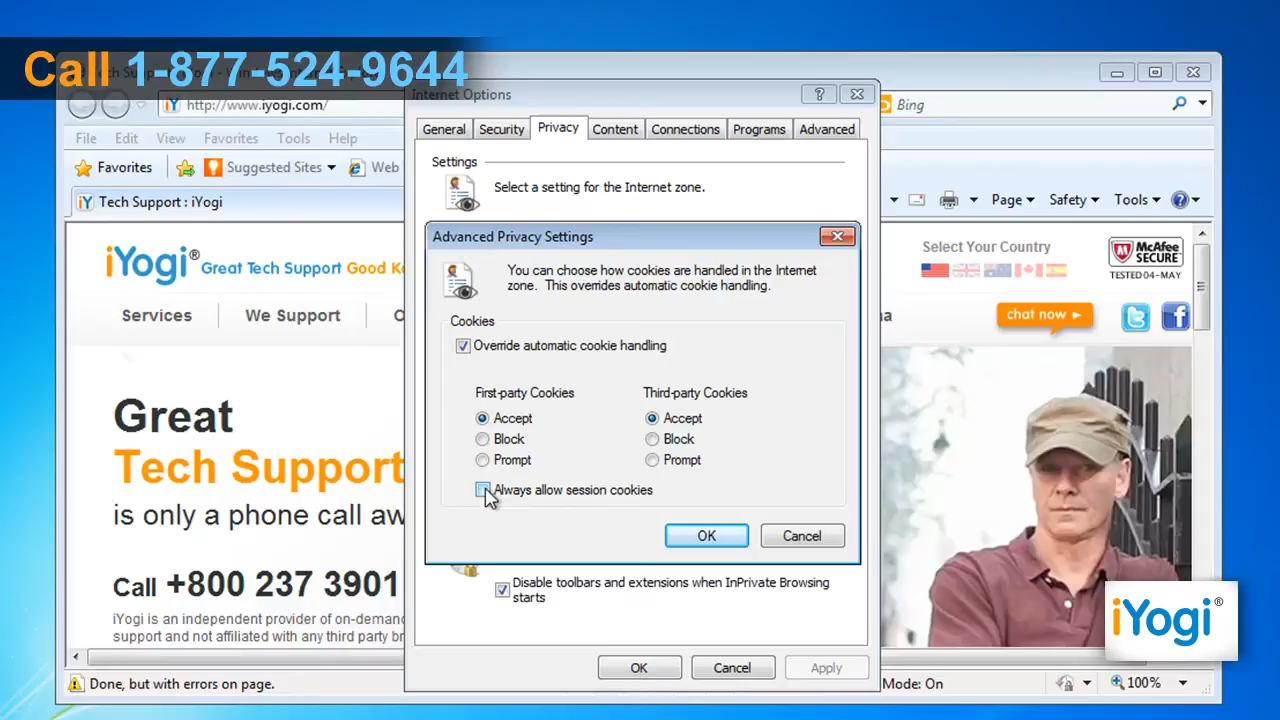 Call 1-877-524-9644
Internet Options
http://www.iyogi.com/
Bing
File Edit View Favorites Tools Help
Favorites
Suggested Sites
Web
Tech Support : iYogi
Page Safety Tools
General Security Privacy Content Connections Programs Advanced
Settings
Select a setting for the Internet zone.
Advanced Privacy Settings
You can choose how cookies are handled in the Internet
zone. This overrides automatic cookie handling.
Cookies
Override automatic cookie handling
First-party Cookies Third-party Cookies
Accept Accept
Block Block
Prompt Prompt
Always allow session cookies
OK Cancel
Disable toolbars and extensions when InPrivate Browsing
starts
OK Cancel Apply
iYogi® Great Tech Support Good
Select Your Country
McAfee
SECURE
TESTED 04-MAY
Services We Support
chat now
Great
Tech Support
is only a phone call
Call +800 237 3901
iYogi is an independent provider of on-demand
support and not affiliated with any third party
iYogi®
Done, but with errors on page.
Mode: On
100%